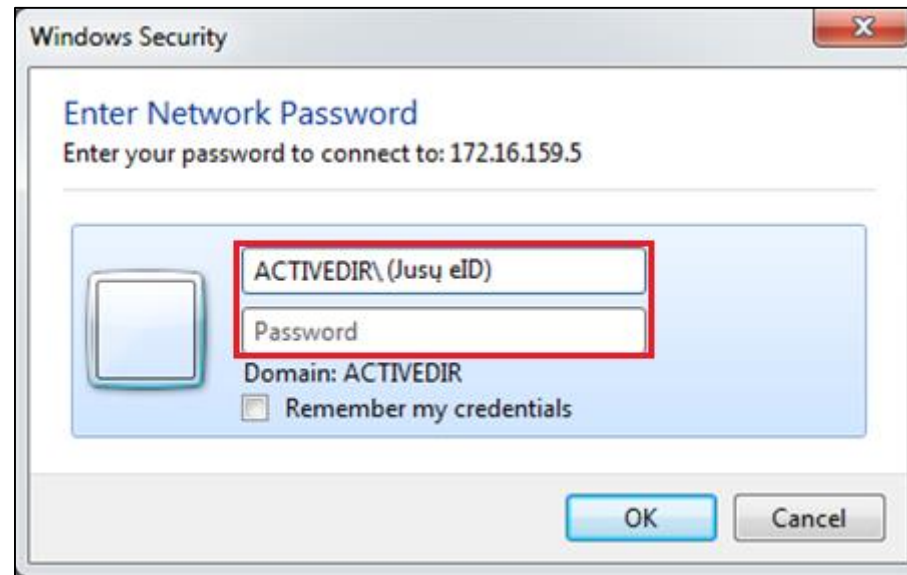 Windows Security
Enter Network Password
Enter your password to connect to: 172.16.159.5
ACTIVEDIR\ (Jusų eID)
Password
Domain: ACTIVEDIR
Remember my credentials
OK Cancel